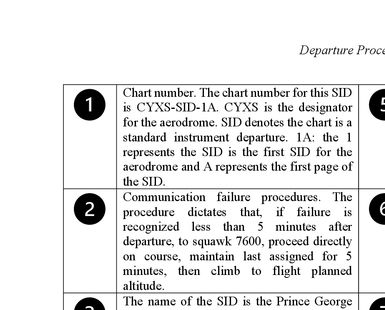 Departure Proce
1
Chart number. The chart number for this SID
is CYXS-SID-1A. CYXS is the designator
for the aerodrome. SID denotes the chart is a
standard instrument departure. 1A: the 1
represents the SID is the first SID for the
aerodrome and A represents the first page of
the SID.
5
2
Communication failure procedures. The
procedure dictates that, if failure is
recognized less than 5 minutes after
departure, to squawk 7600, proceed directly
on course, maintain last assigned for 5
minutes, then climb to flight planned
altitude.
6
The name of the SID is the Prince George